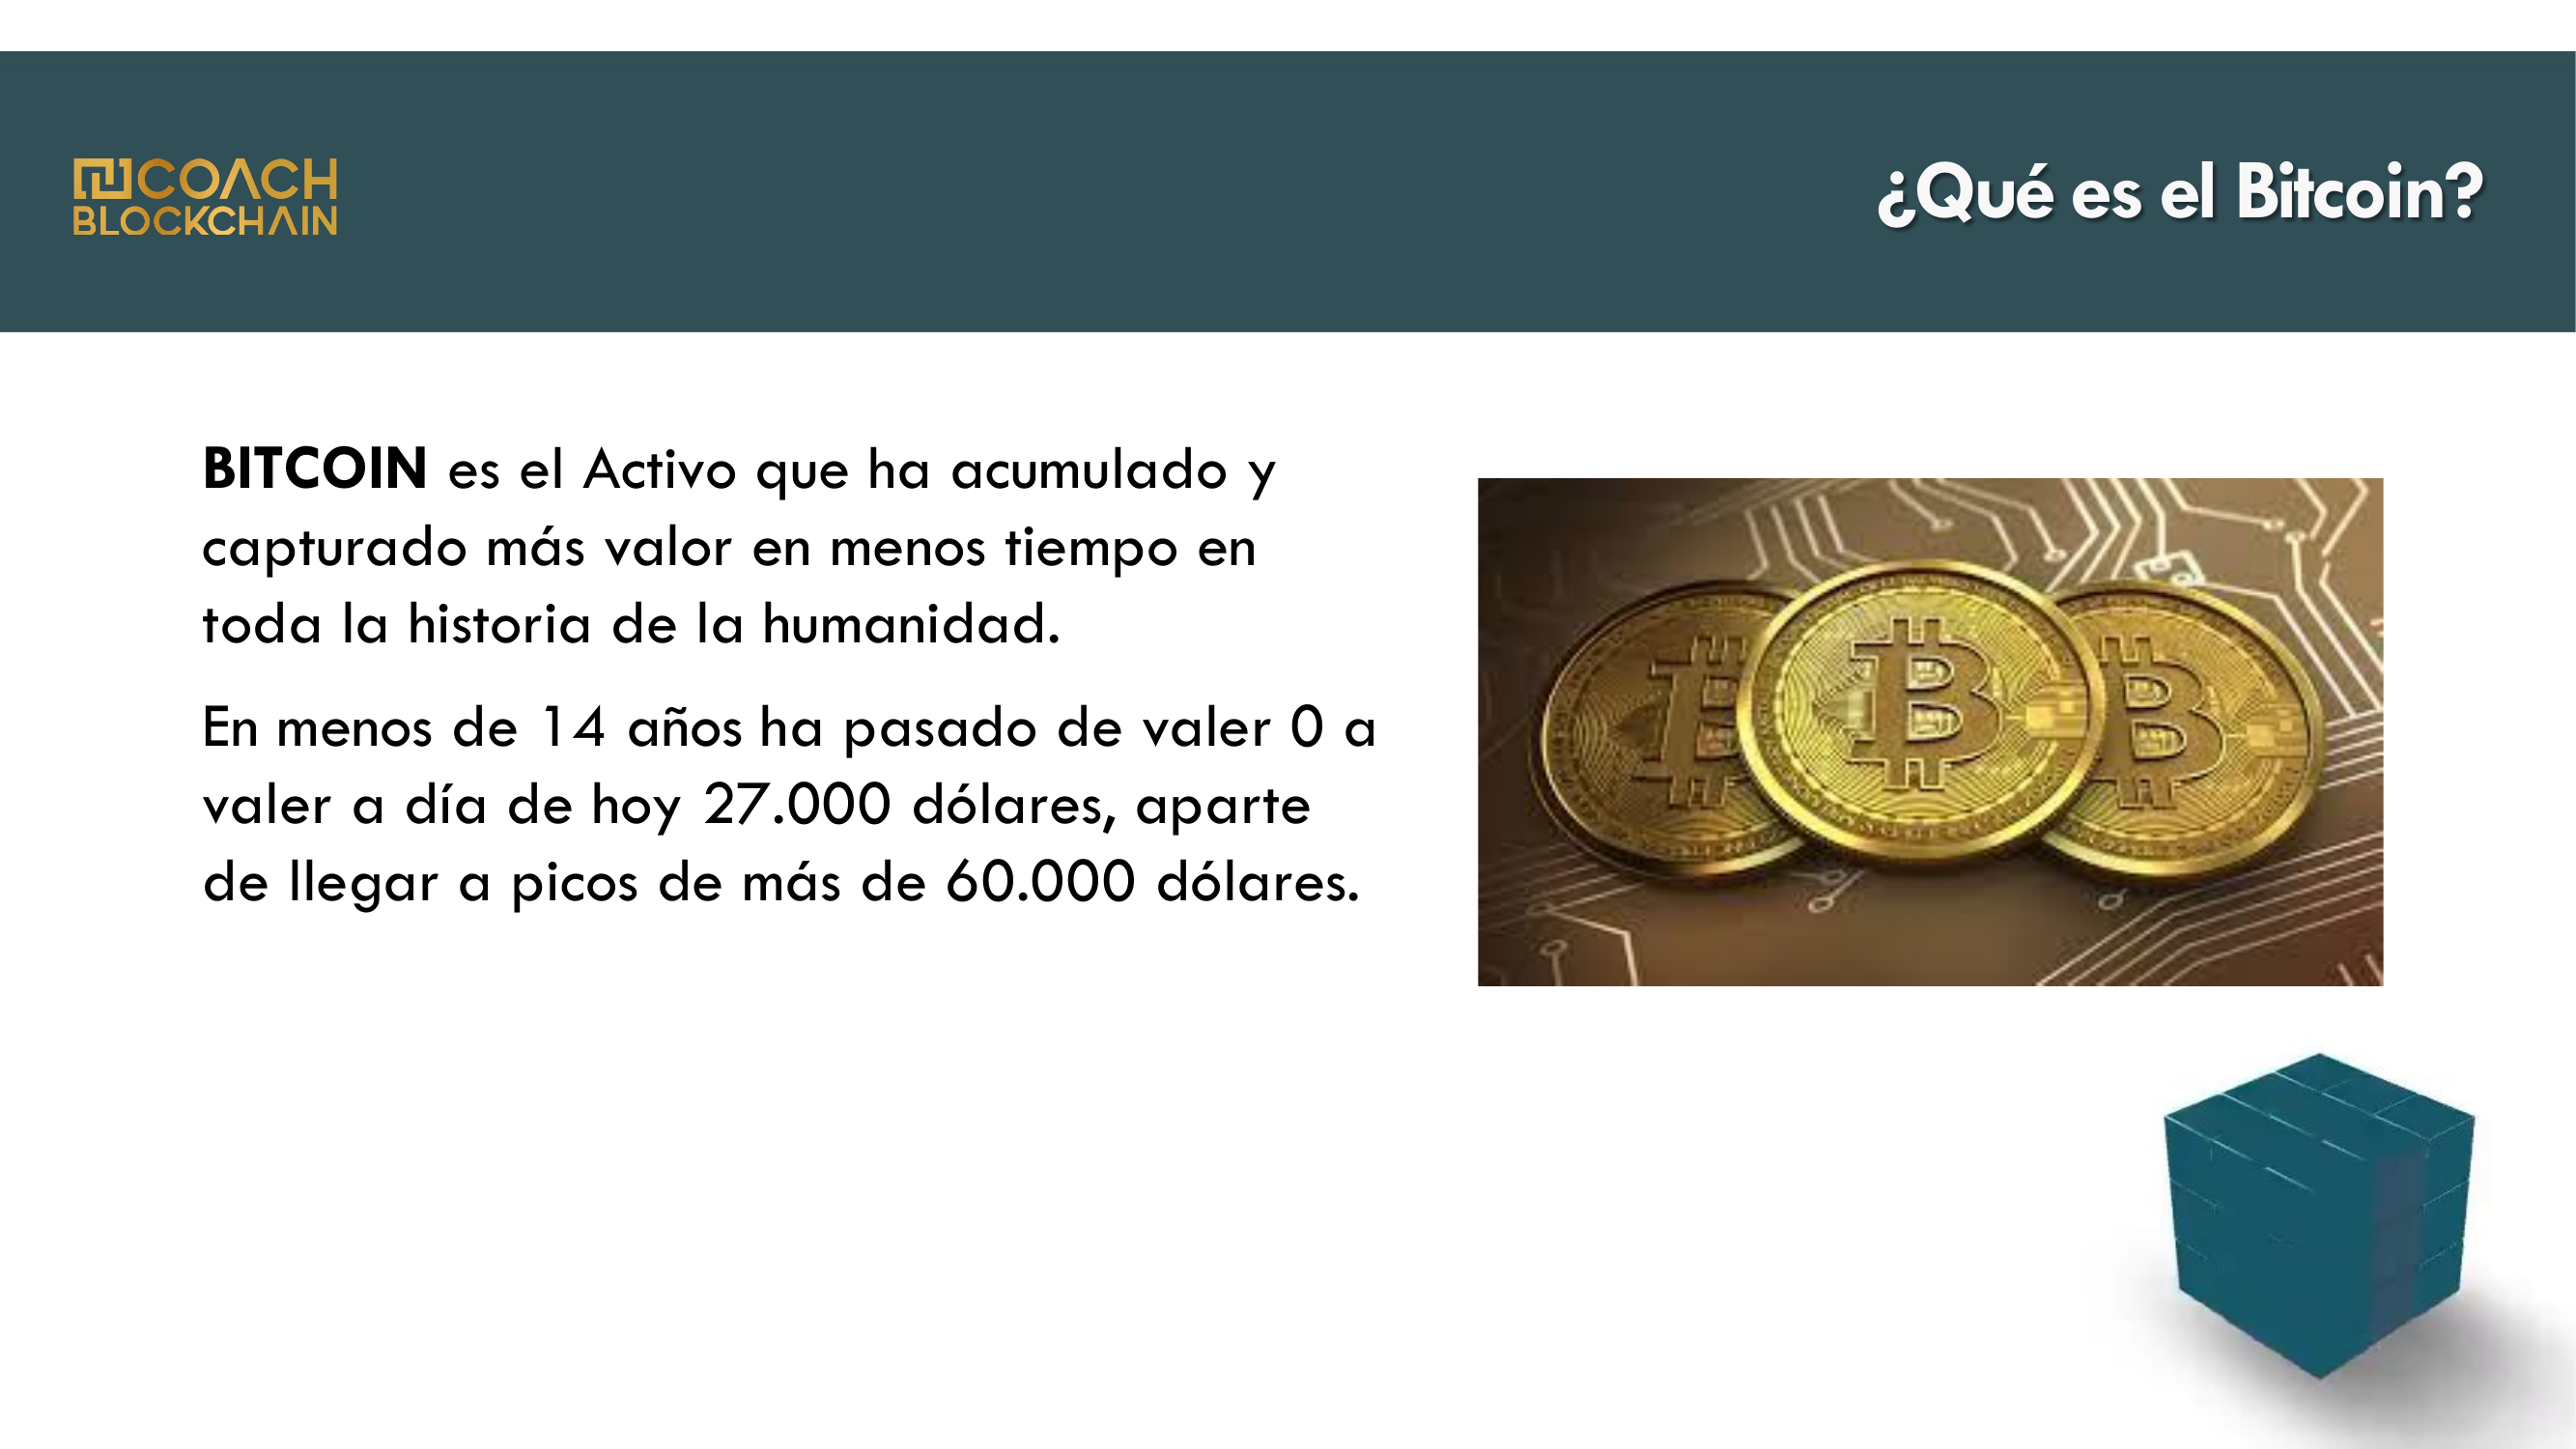 COACH
BLOCKCHAIN
¿Qué es el Bitcoin?
BITCOIN es el Activo que ha acumulado y
capturado más valor en menos tiempo en
toda la historia de la humanidad.
En menos de 14 años ha pasado de valer 0 a
valer a día de hoy 27.000 dólares, aparte
de llegar a picos de más de 60.000 dólares.